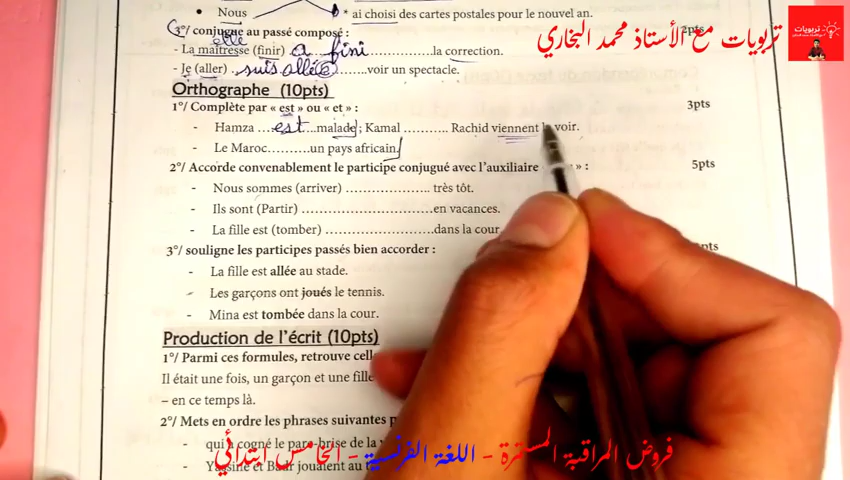 • Nous * ai choisi des cartes postales pour le nouvel an.
3°/ conjugue au passé composé :
elle
- La maitresse (finir) a fini ..........la correction.
- Je (aller) suis allée .......voir un spectacle.
Orthographe (10pts)
1°/ Complète par « est » ou « et » : 3pts
- Hamza ....est...malade ; Kamal ........... Rachid viennent voir.
- Le Maroc..........un pays africain.
2°/ Accorde convenablement le participe conjugué avec l'auxiliaire » : 5pts
- Nous sommes (arriver) .................... très tôt.
- Ils sont (Partir) ................................en vacances.
- La fille est (tomber) ..........................dans la cour
3°/ souligne les participes passés bien accorder : pts
- La fille est allée au stade.
- Les garçons ont joués le tennis.
- Mina est tombée dans la cour.
Production de l'écrit (10pts)
1°/ Parmi ces formules, retrouve
Il était une fois, un garçon et une fille
– en ce temps là.
2°/ Mets en ordre les phrases suivantes
- qui a cogné le pare-brise de la
- Yassine et Badr jouaient au
تربويات مع الأستاذ محمد البخاري
تربويات
فروض المراقبة المستمرة - اللغة الفرنسية - الخامس ابتدائي